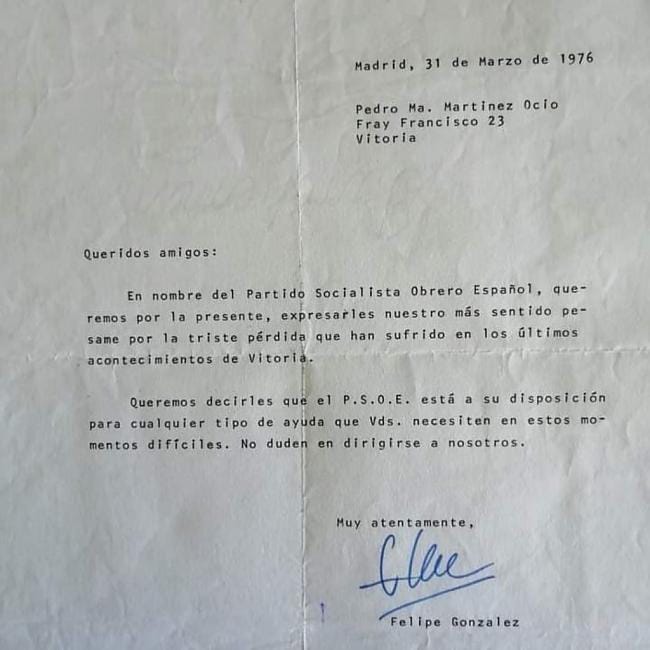 Madrid, 31 de Marzo de 1976
Pedro Ma. Martinez Ocio
Fray Francisco 23
Vitoria
Queridos amigos:
En nombre del Partido Socialista Obrero Español, que-
remos por la presente, expresarles nuestro más sentido pe-
same por la triste pérdida que han sufrido en los últimos
acontecimientos de Vitoria.
Queremos decirles que el P.S.O.E. está a su disposición
para cualquier tipo de ayuda que Vds. necesiten en estos mo-
mentos difíciles. No duden en dirigirse a nosotros.
Muy atentamente,
Felipe Gonzalez